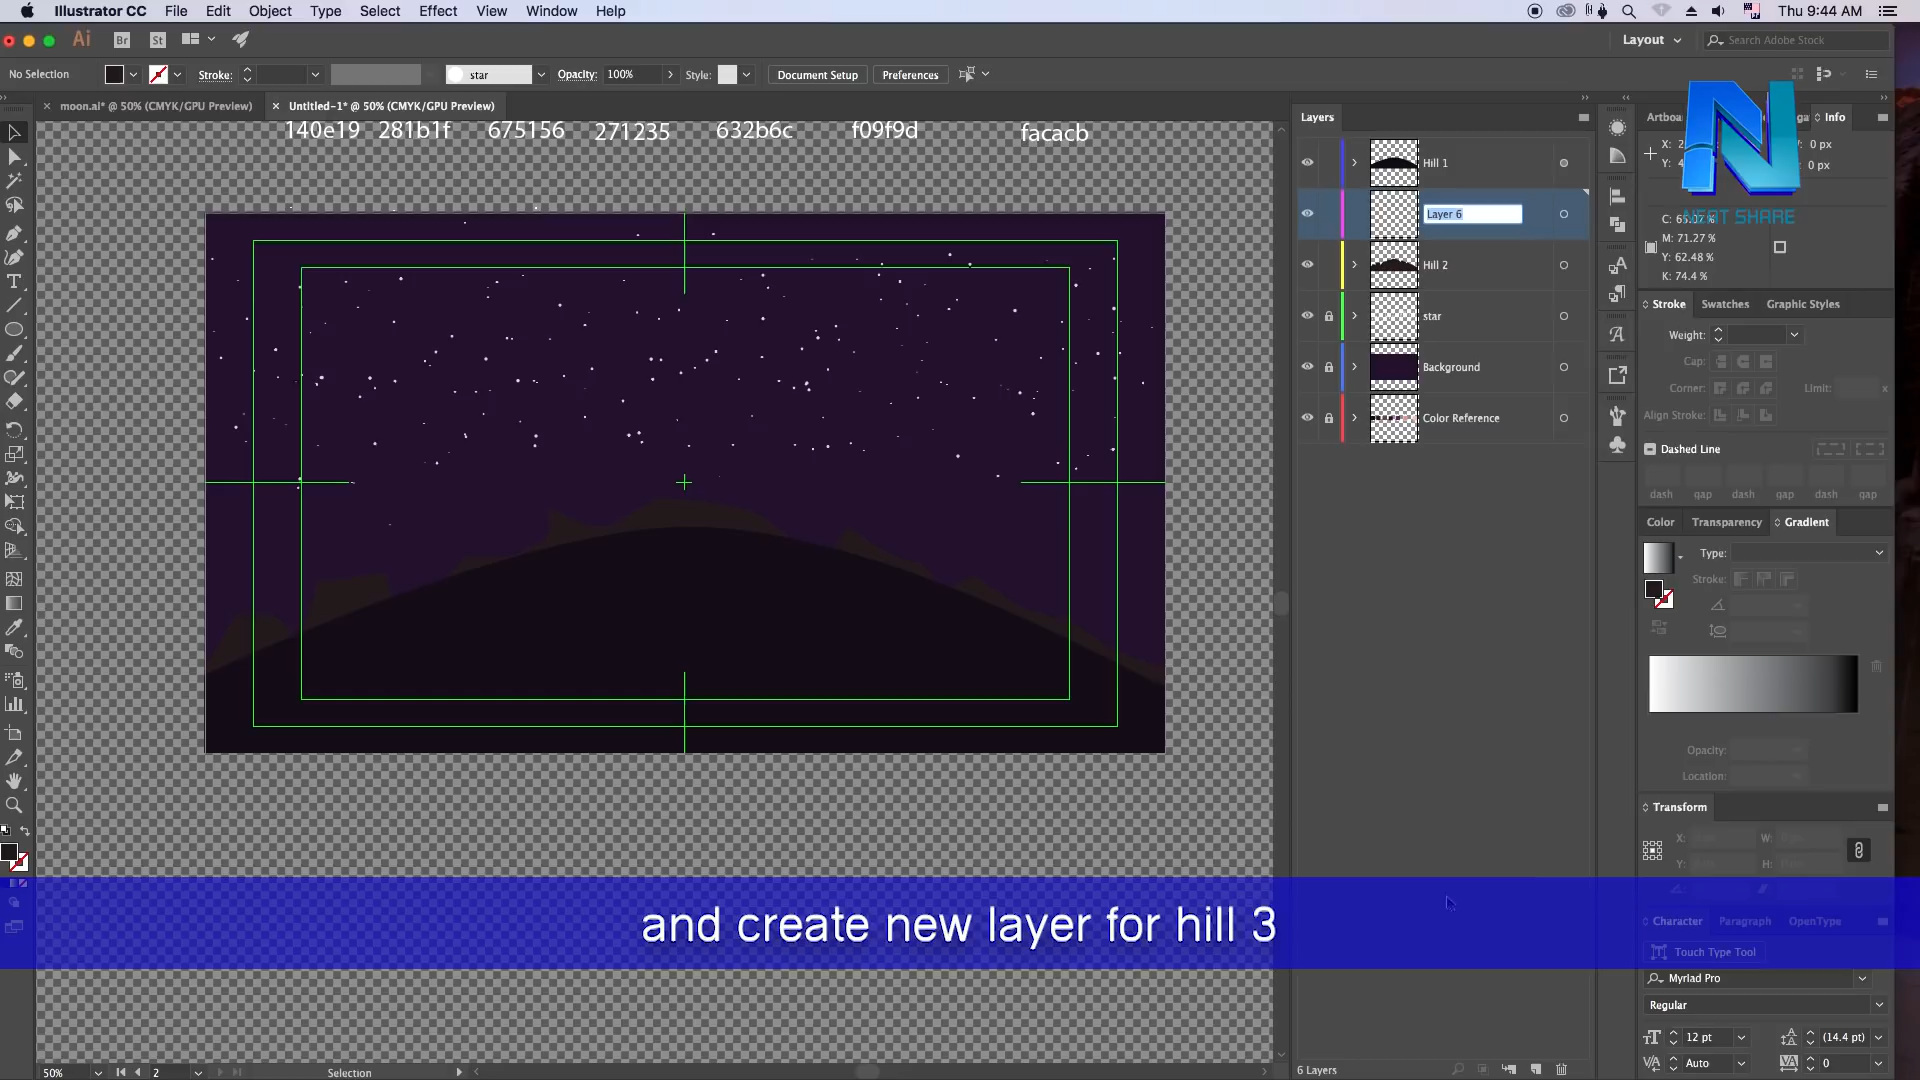 Illustrator CC File Edit Object Type Select Effect View Window Help Thu 9:44 AM
Ai Br St Layout Search Adobe Stock
No Selection Stroke: star Opacity: 100% Style: Document Setup Preferences
moon.ai* @ 50% (CMYK/GPU Preview) Untitled-1* @ 50% (CMYK/GPU Preview)
140e19 281b1f 675156 271235 632b6c f09f9d facacb
Layers
Hill 1
Layer 6
Hill 2
star
Background
Color Reference
Info
W: 0 px
0 px
N
NEAT SHARE
M: 71.27 %
Y: 62.48 %
K: 74.4 %
Stroke Swatches Graphic Styles
Weight:
Cap:
Corner: Limit: x
Align Stroke:
Dashed Line
dash gap dash gap dash gap
Color Transparency Gradient
Type:
Stroke:
Opacity:
Location:
Transform
X: W:
Y: H:
and create new layer for hill 3
Character Paragraph OpenType
Touch Type Tool
Myriad Pro
Regular
12 pt (14.4 pt)
Auto 0
50% 2 Selection 6 Layers